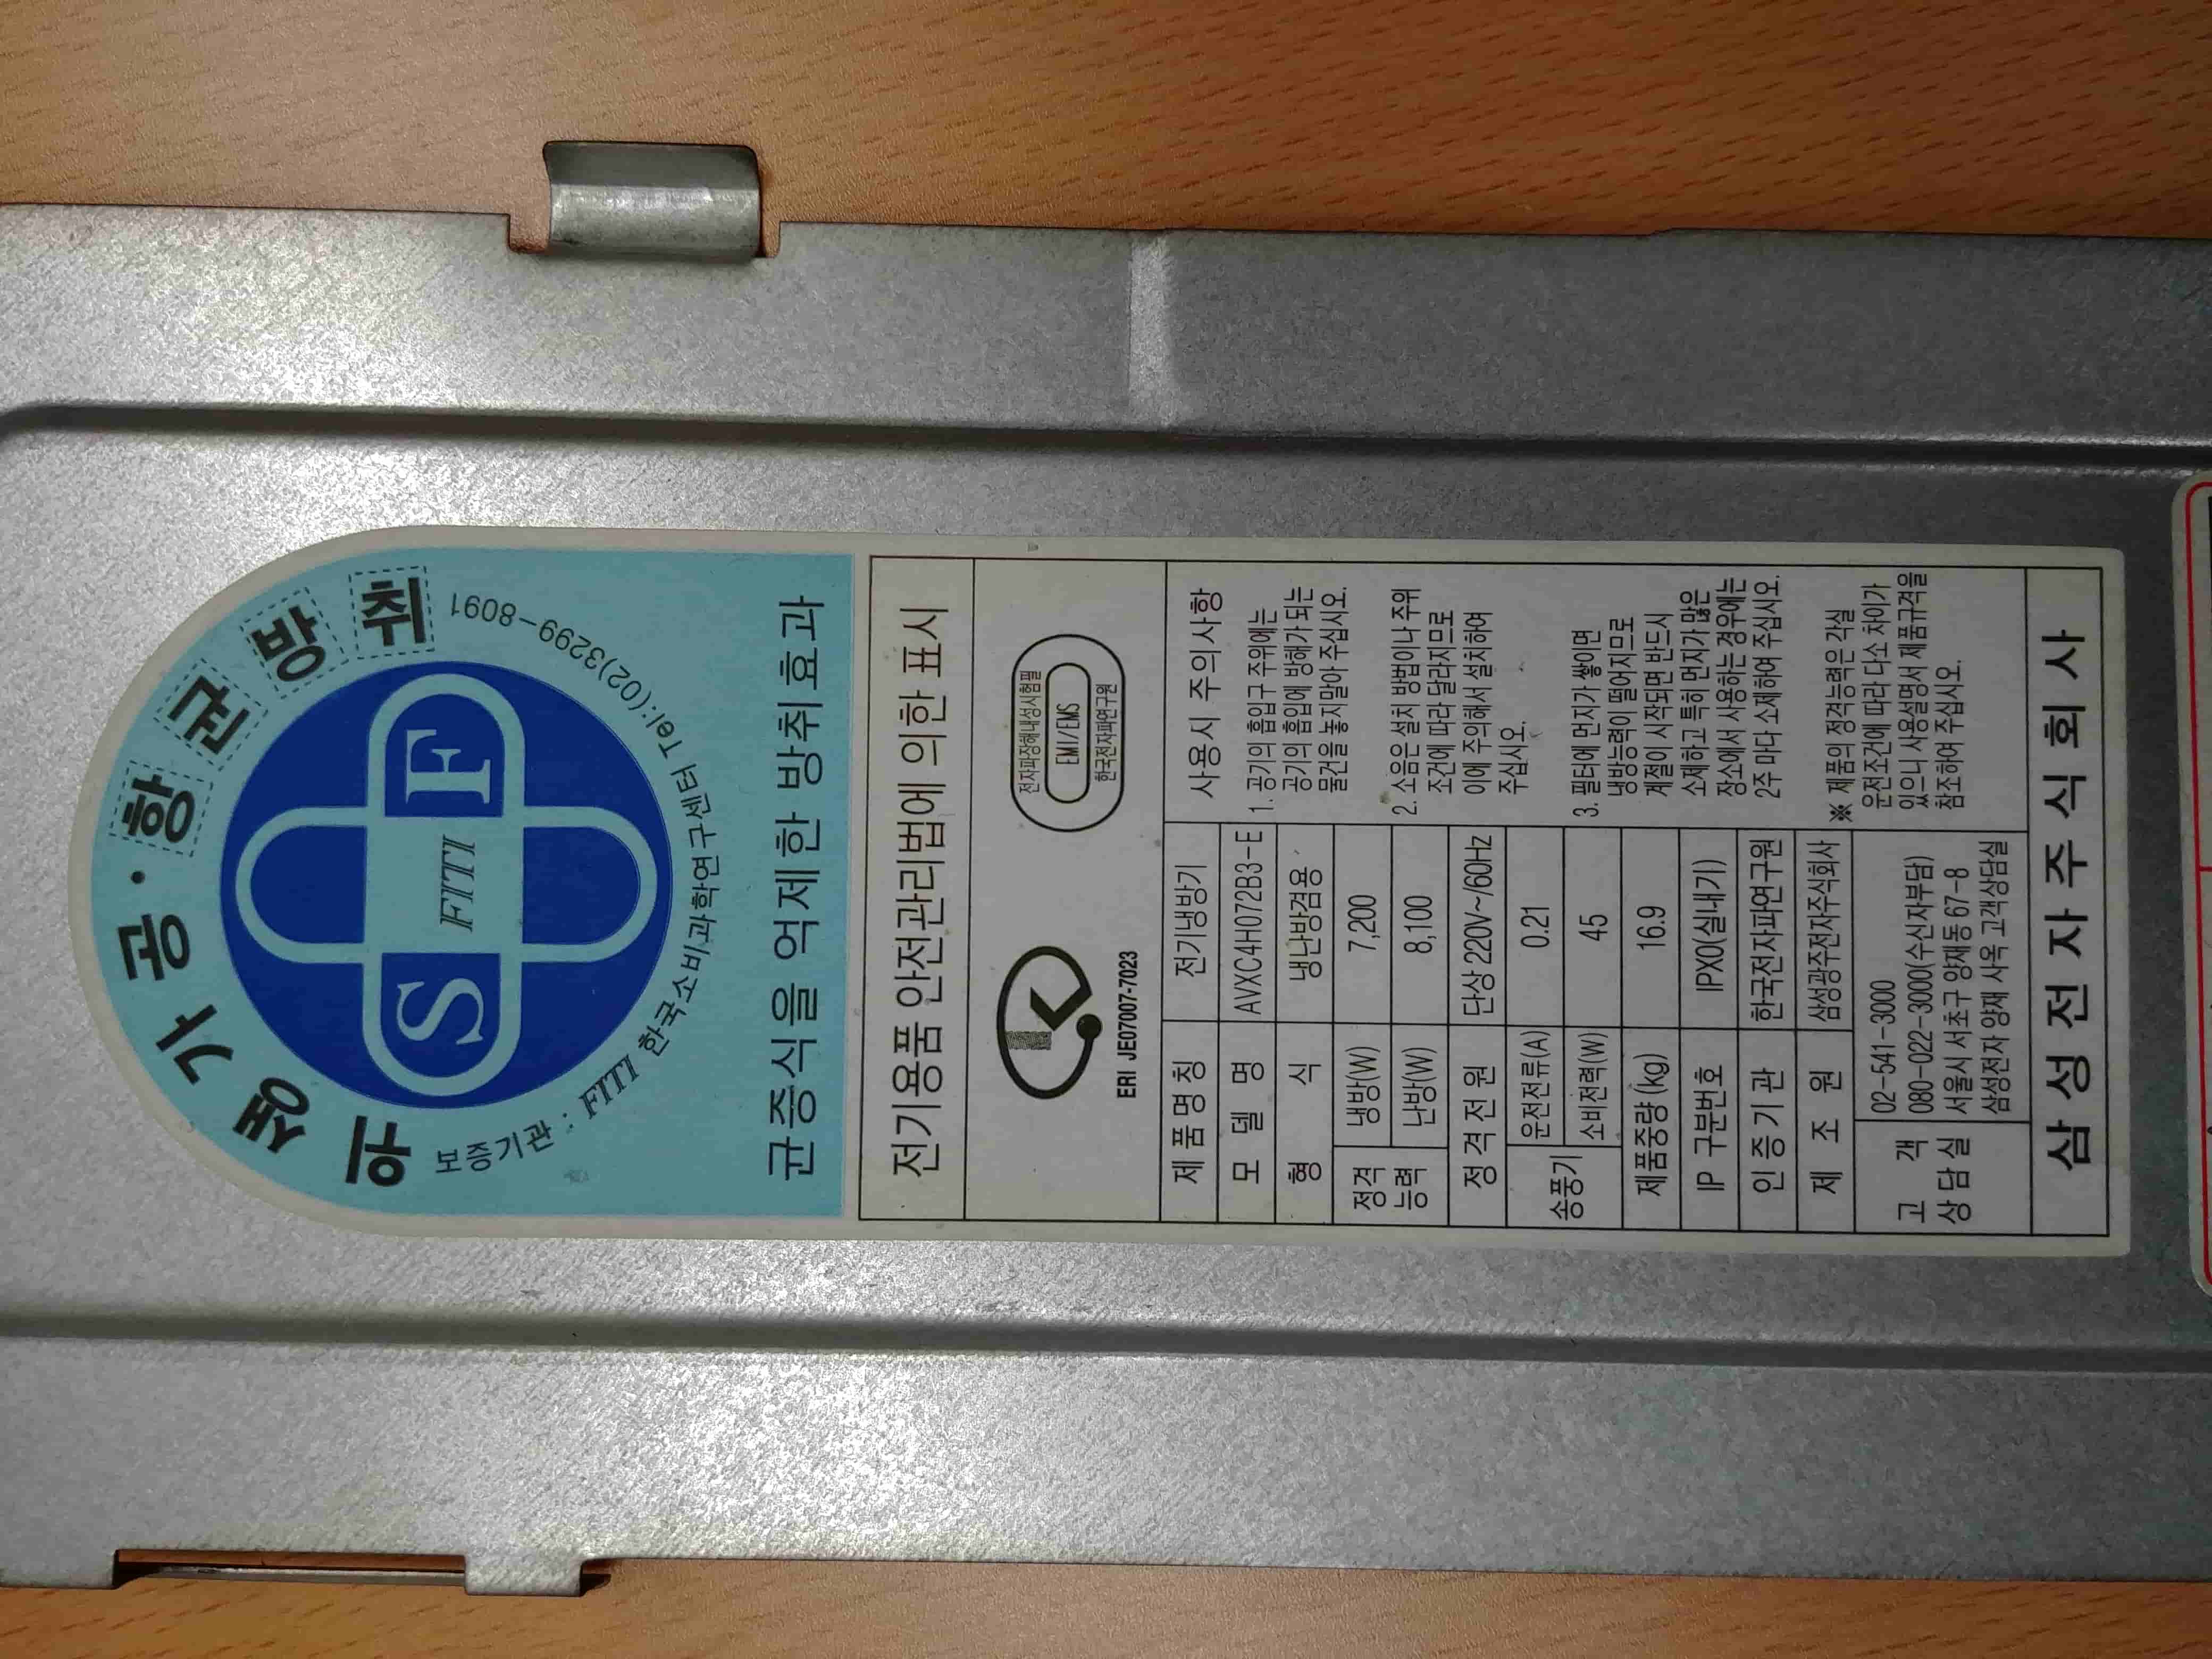 위생가공·항균방취
S FITI F
보증기관 : FITI 한국소비과학연구센터 Tel:(02)3299-8091
균증식을 억제한 방취효과
전기용품 안전관리법에 의한 표시
ERI JE07007-7023
전자파장해내성시험필
EMI/EMS
한국전자파연구원
제품명칭 전기냉방기
모델명 AVXC4H072B3-E
형식 냉난방겸용
정격능력 냉방(W) 7,200
난방(W) 8,100
정격전원 단상 220V~/60Hz
송풍기 운전전류(A) 0.21
소비전력(W) 45
제품중량(kg) 16.9
IP 구분번호 IPX0(실내기)
인증기관 한국전자파연구원
제조원 삼성광주전자주식회사
고객상담실 02-541-3000
080-022-3000(수신자부담)
서울시 서초구 양재동 67-8
삼성전자 양재 사옥 고객상담실
사용시 주의사항
1. 공기의 흡입구 주위에는
공기의 흡입에 방해가 되는
물건을 놓지말아 주십시오.
2. 소음은 설치 방법이나 주위
조건에 따라 달라지므로
이에 주의해서 설치하여
주십시오.
3. 필터에 먼지가 쌓이면
냉방능력이 떨어지므로
계절이 시작되면 반드시
소제하고 특히 먼지가 많은
장소에서 사용하는 경우에는
2주 마다 소제하여 주십시오.
※ 제품의 정격능력은 각실
운전조건에 따라 다소 차이가
있으니 사용설명서 제품규격을
참조하여 주십시오.
삼성전자주식회사